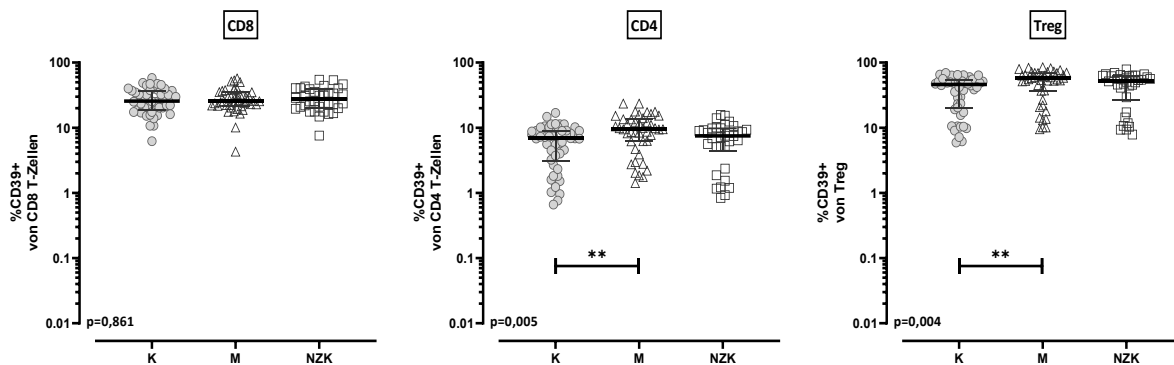 CD8
%CD39+
von CD8 T-Zellen
100
10
1
0.1
0.01
p=0,861
K
M
NZK
CD4
%CD39+
von CD4 T-Zellen
100
10
1
0.1
0.01
**
p=0,005
K
M
NZK
Treg
%CD39+
von Treg
100
10
1
0.1
0.01
**
p=0,004
K
M
NZK